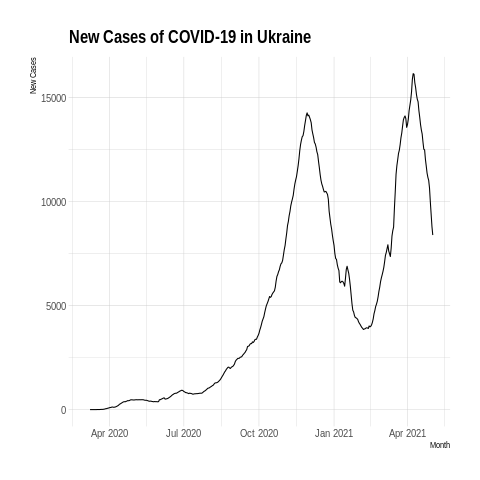 New Cases of COVID-19 in Ukraine
New Cases
15000
10000
5000
0
Apr 2020 Jul 2020 Oct 2020 Jan 2021 Apr 2021
Month